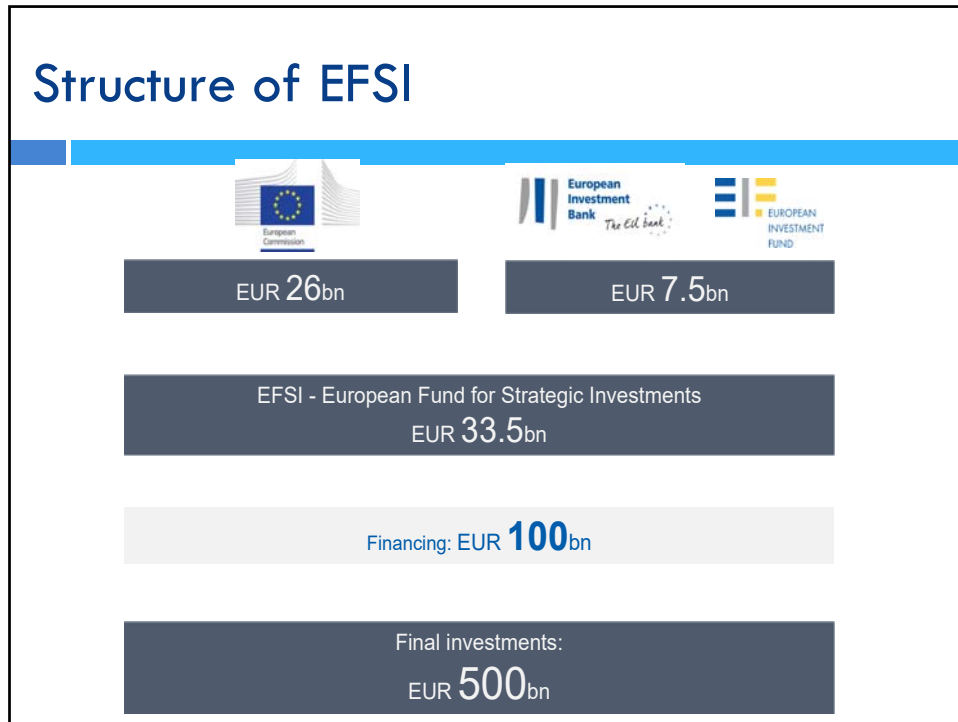 Structure of EFSI
European
Commission
European
Investment
Bank
The EU bank
EUROPEAN
INVESTMENT
FUND
EUR 26bn
EUR 7.5bn
EFSI - European Fund for Strategic Investments
EUR 33.5bn
Financing: EUR 100bn
Final investments:
EUR 500bn